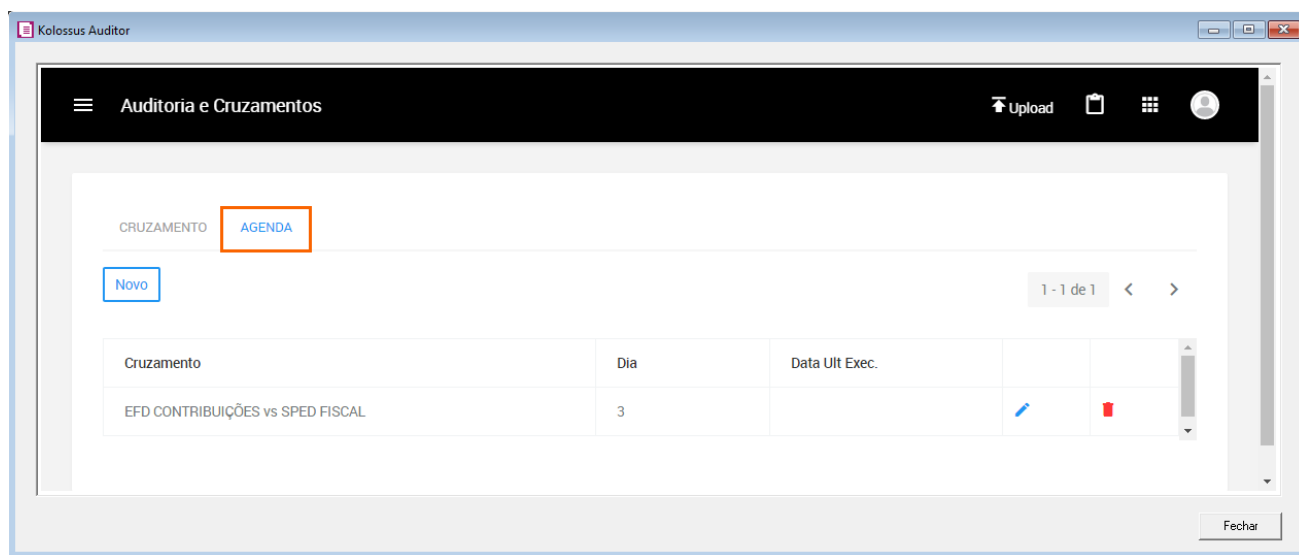 Kolossus Auditor
Auditoria e Cruzamentos Upload
CRUZAMENTO AGENDA
Novo 1 - 1 de 1
Cruzamento Dia Data Ult Exec.
EFD CONTRIBUIÇÕES vs SPED FISCAL 3
Fechar